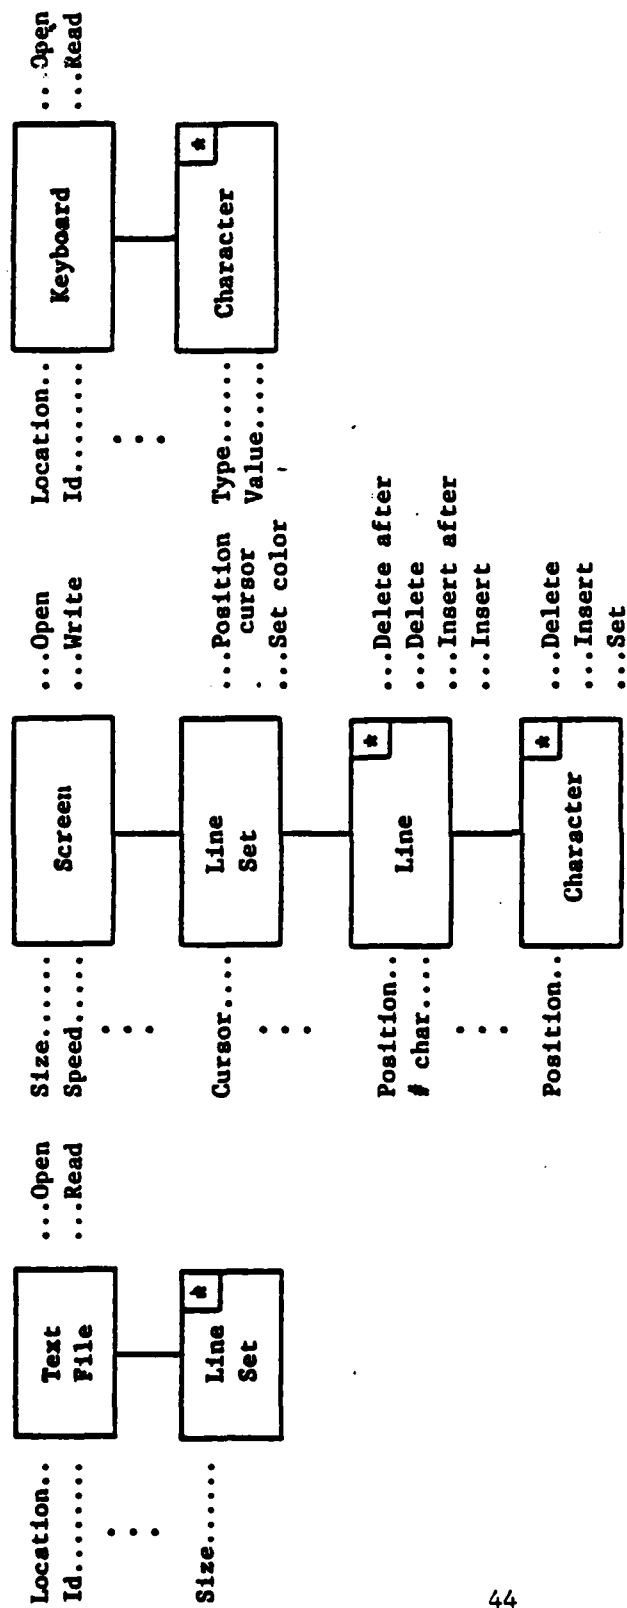 Location..
Id.........
Text
File
...Open
...Read
Size.......
Line
Set
*
Size......
Speed.....
Screen
...Open
...Write
Cursor....
Line
Set
...Position
cursor
...Set color
Position..
# char....
Line
*
...Delete after
...Delete
...Insert after
...Insert
Position..
Character
*
...Delete
...Insert
...Set
Location..
Id........
Keyboard
...Open
...Read
Type......
Value.....
Character
*
44